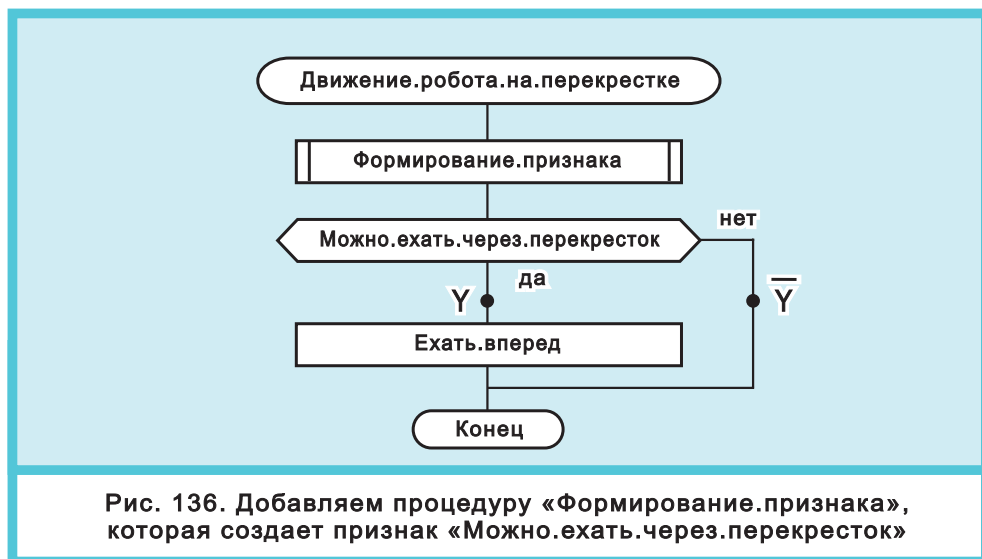 Движение.робота.на.перекрестке
Формирование.признака
Можно.ехать.через.перекресток
нет
да
Y
Y̅
Ехать.вперед
Конец
Рис. 136. Добавляем процедуру «Формирование.признака»,
которая создает признак «Можно.ехать.через.перекресток»